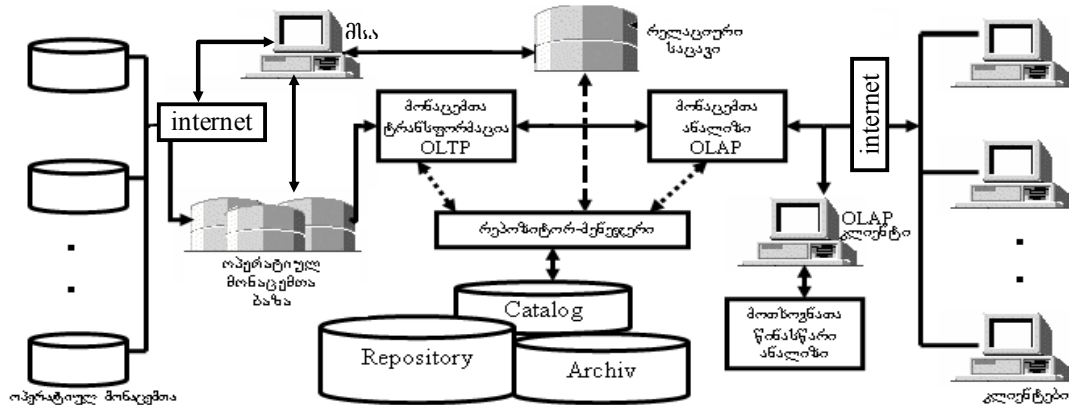 მსა
რელაციური
საცავი
internet
მონაცემთა
ტრანსფორმაცია
OLTP
მონაცემთა
ანალიზი
OLAP
internet
რეპოზიტორ-მენეჯერი
OLAP
კლიენტი
ოპერატიულ
მონაცემთა
ბაზა
Catalog
Repository
Archiv
მოთხოვნათა
წინასწარი
ანალიზი
ოპერატიულ მონაცემთა
კლიენტები